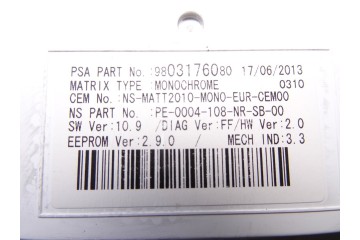 PSA PART No.:9803176080 17/06/2013
MATRIX TYPE :MONOCHROME 0310
CEM No.:NS-MATT2010-MONO-EUR-CEM00
NS PART No. :PE-0004-108-NR-SB-00
SW Ver:10.9 /DIAG Ver:FF/HW Ver:2.0
EEPROM Ver:2.9.0 / MECH IND:3.3